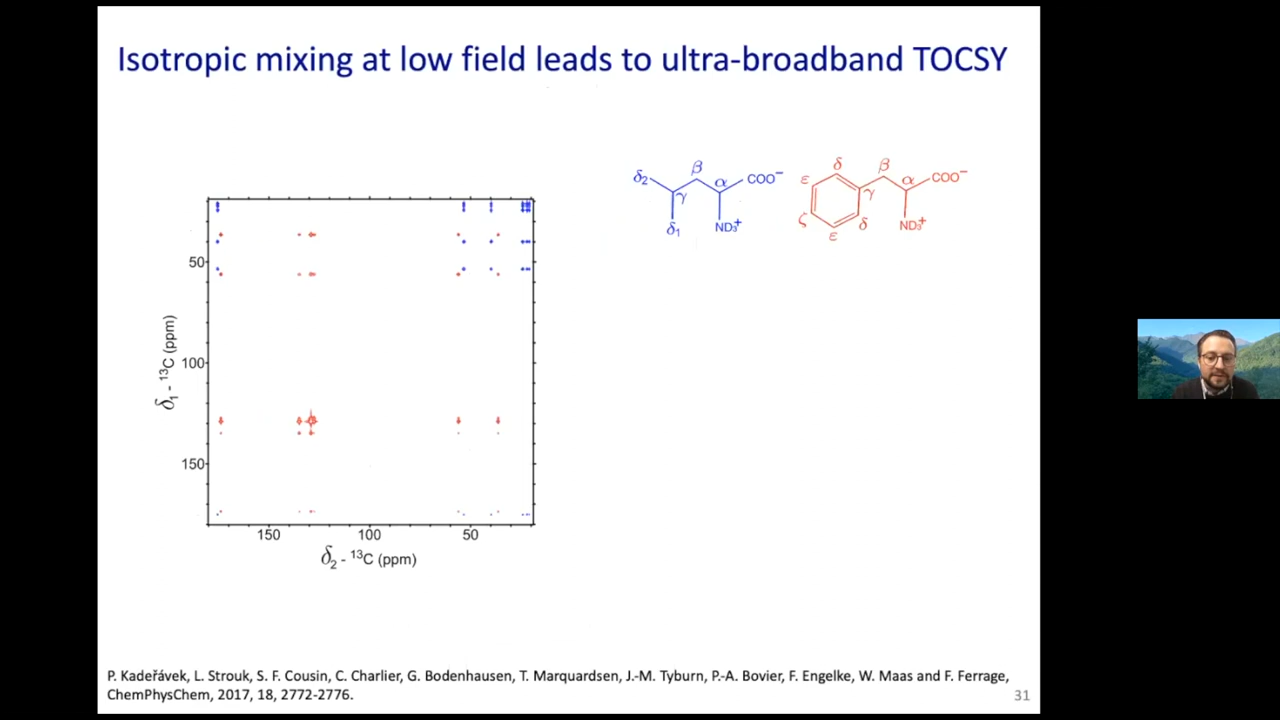 Isotropic mixing at low field leads to ultra-broadband TOCSY
δ2
β
γ
α
COO⁻
δ1
ND3+
δ
ε
ζ
ε
δ
γ
β
α
COO⁻
ND3+
50
100
150
δ1 - 13C (ppm)
150 100 50
δ2 - 13C (ppm)
P. Kadeřávek, L. Strouk, S. F. Cousin, C. Charlier, G. Bodenhausen, T. Marquardsen, J.-M. Tyburn, P.-A. Bovier, F. Engelke, W. Maas and F. Ferrage,
ChemPhysChem, 2017, 18, 2772-2776.
31